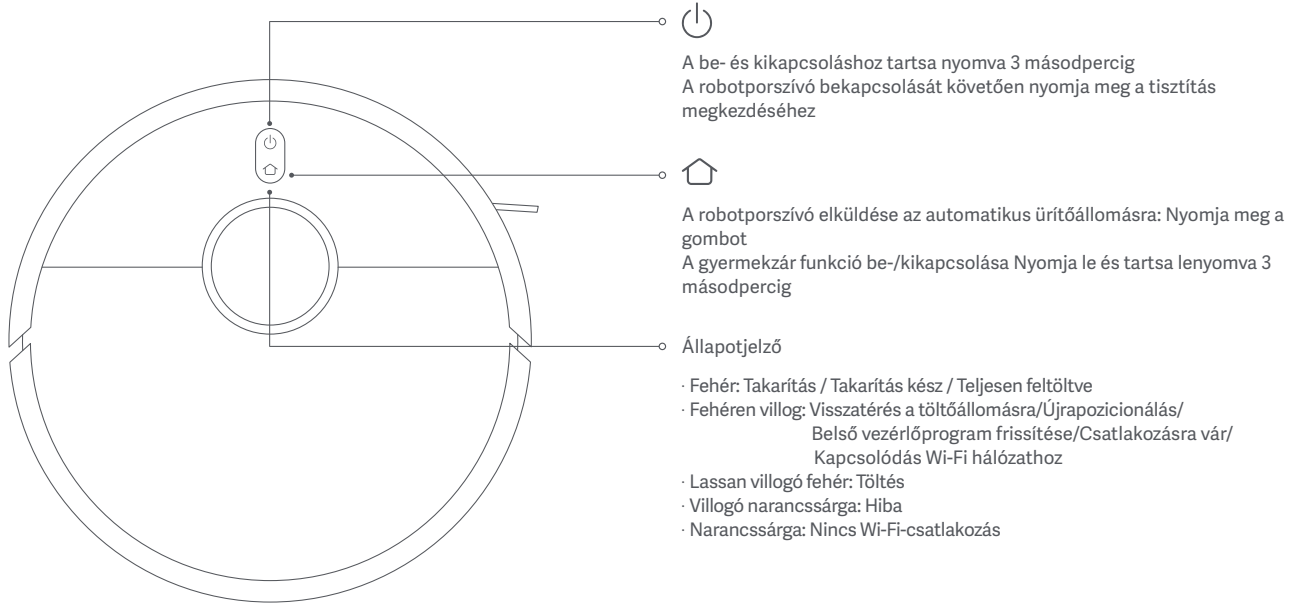 A be- és kikapcsoláshoz tartsa nyomva 3 másodpercig
A robotporszívó bekapcsolását követően nyomja meg a tisztítás
megkezdéséhez
A robotporszívó elküldése az automatikus ürítőállomásra: Nyomja meg a
gombot
A gyermekzár funkció be-/kikapcsolása Nyomja le és tartsa lenyomva 3
másodpercig
Állapotjelző
· Fehér: Takarítás / Takarítás kész / Teljesen feltöltve
· Fehéren villog: Visszatérés a töltőállomásra/Újrapozicionálás/
Belső vezérlőprogram frissítése/Csatlakozásra vár/
Kapcsolódás Wi-Fi hálózathoz
· Lassan villogó fehér: Töltés
· Villogó narancssárga: Hiba
· Narancssárga: Nincs Wi-Fi-csatlakozás